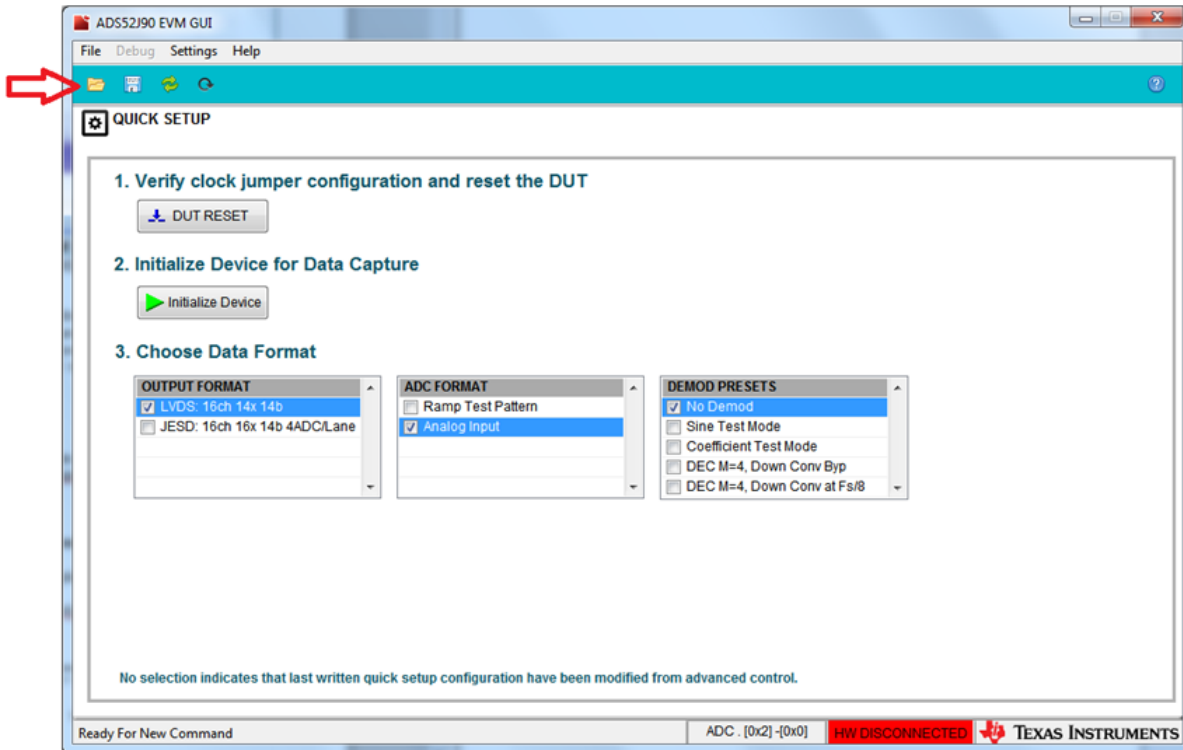 ADS52J90 EVM GUI
File Debug Settings Help
QUICK SETUP
1. Verify clock jumper configuration and reset the DUT
DUT RESET
2. Initialize Device for Data Capture
Initialize Device
3. Choose Data Format
OUTPUT FORMAT
LVDS: 16ch 14x 14b
JESD: 16ch 16x 14b 4ADC/Lane
ADC FORMAT
Ramp Test Pattern
Analog Input
DEMOD PRESETS
No Demod
Sine Test Mode
Coefficient Test Mode
DEC M=4, Down Conv Byp
DEC M=4, Down Conv at Fs/8
No selection indicates that last written quick setup configuration have been modified from advanced control.
Ready For New Command
ADC . [0x2] -[0x0]
HW DISCONNECTED
TEXAS INSTRUMENTS